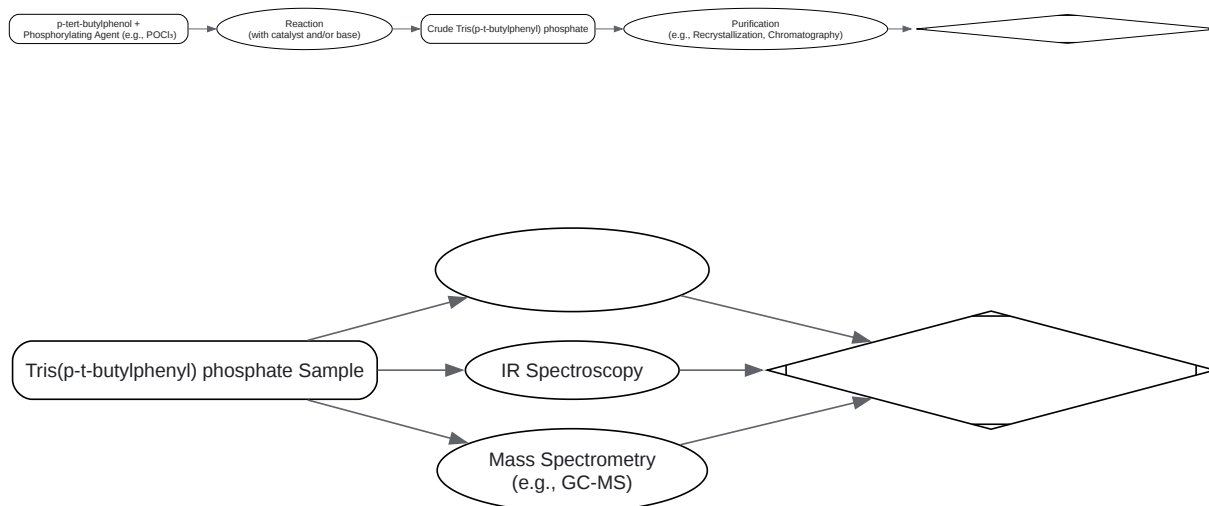 p-tert-butylphenol +
Phosphorylating Agent (e.g., POCl₃)
Reaction
(with catalyst and/or base)
Crude Tris(p-t-butylphenyl) phosphate
Purification
(e.g., Recrystallization, Chromatography)
Tris(p-t-butylphenyl) phosphate Sample
IR Spectroscopy
Mass Spectrometry
(e.g., GC-MS)